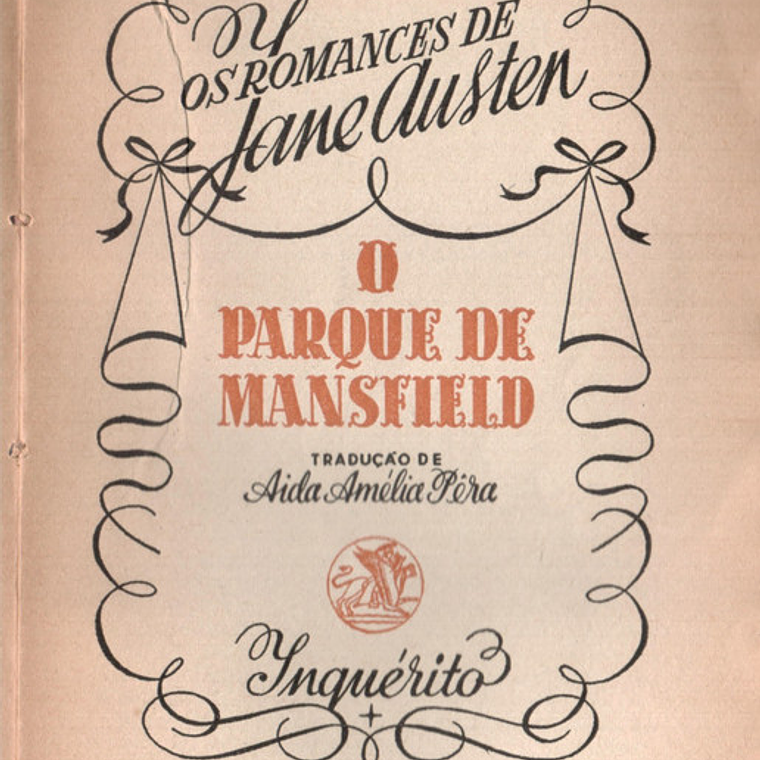 OS ROMANCES DE
Jane Austen
O
PARQUE DE
MANSFIELD
TRADUÇÃO DE
Aida Amélia Pêra
Inquérito